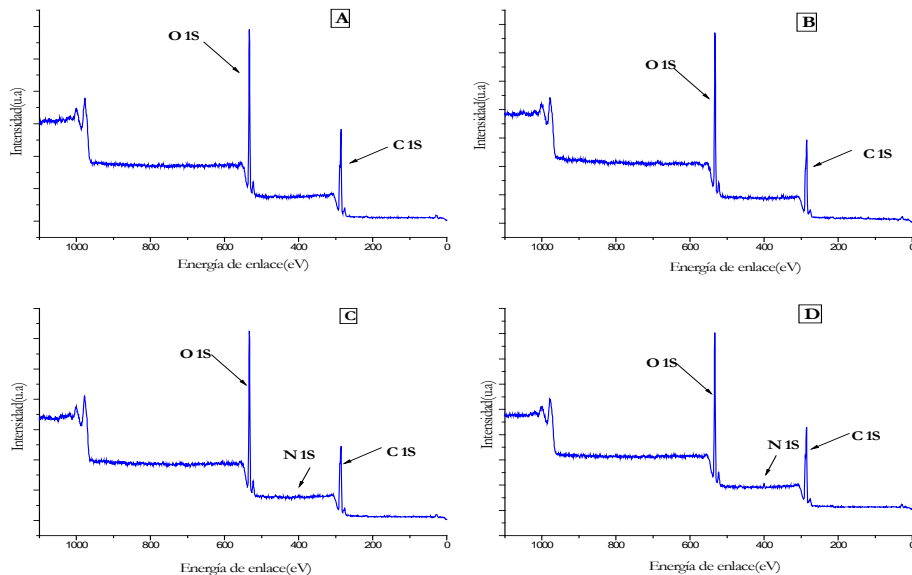 A
O 1S
C 1S
Intensidad(u.a)
1000 800 600 400 200 0
Energía de enlace(eV)
B
O 1S
C 1S
Intensidad(u.a)
1000 800 600 400 200 0
Energía de enlace(eV)
C
O 1S
N 1S
C 1S
Intensidad(u.a)
1000 800 600 400 200 0
Energía de enlace(eV)
D
O 1S
N 1S
C 1S
Intensidad(u.a)
1000 800 600 400 200 0
Energía de enlace(eV)